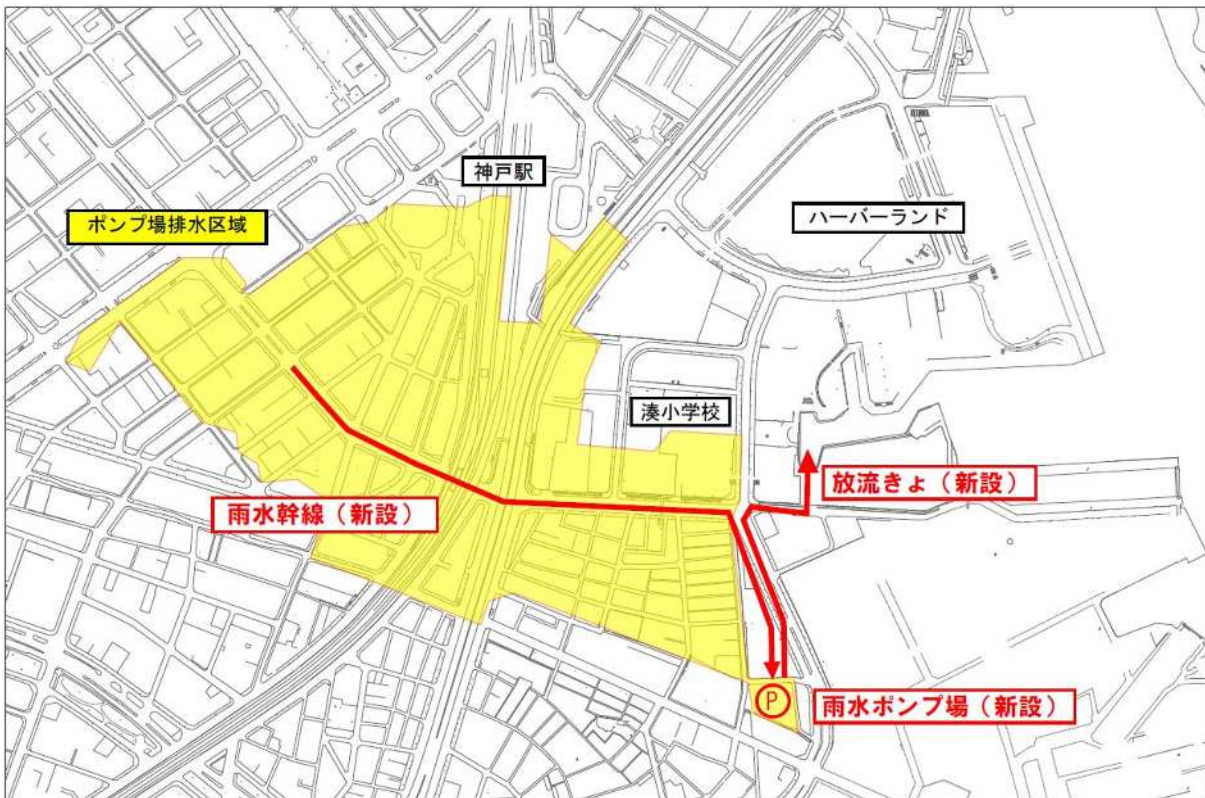 神戸駅
ポンプ場排水区域
ハーバーランド
湊小学校
放流きょ（新設）
雨水幹線（新設）
P
雨水ポンプ場（新設）